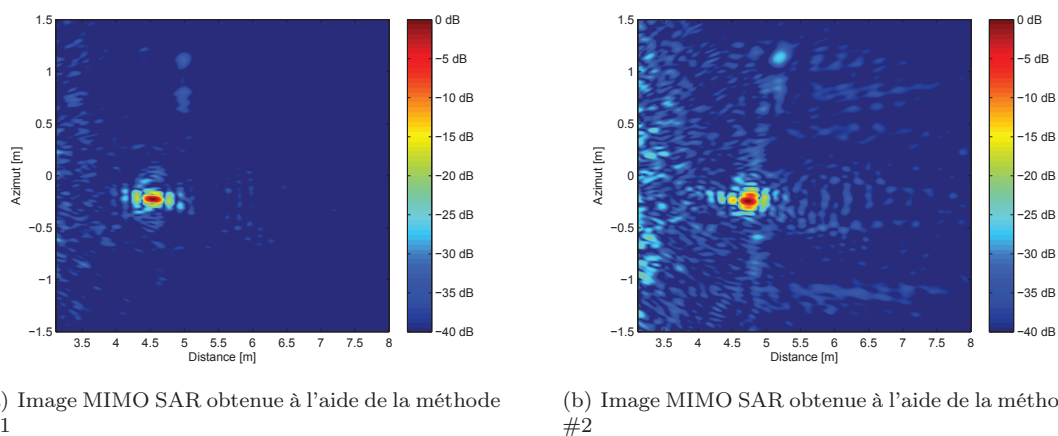 1.5
1
0.5
0
−0.5
−1
−1.5
Azimut [m]
3.5 4 4.5 5 5.5 6 6.5 7 7.5 8
Distance [m]
0 dB
−5 dB
−10 dB
−15 dB
−20 dB
−25 dB
−30 dB
−35 dB
−40 dB
1.5
1
0.5
0
−0.5
−1
−1.5
Azimut [m]
3.5 4 4.5 5 5.5 6 6.5 7 7.5 8
Distance [m]
0 dB
−5 dB
−10 dB
−15 dB
−20 dB
−25 dB
−30 dB
−35 dB
−40 dB
) Image MIMO SAR obtenue à l'aide de la méthode
1
(b) Image MIMO SAR obtenue à l'aide de la métho
#2